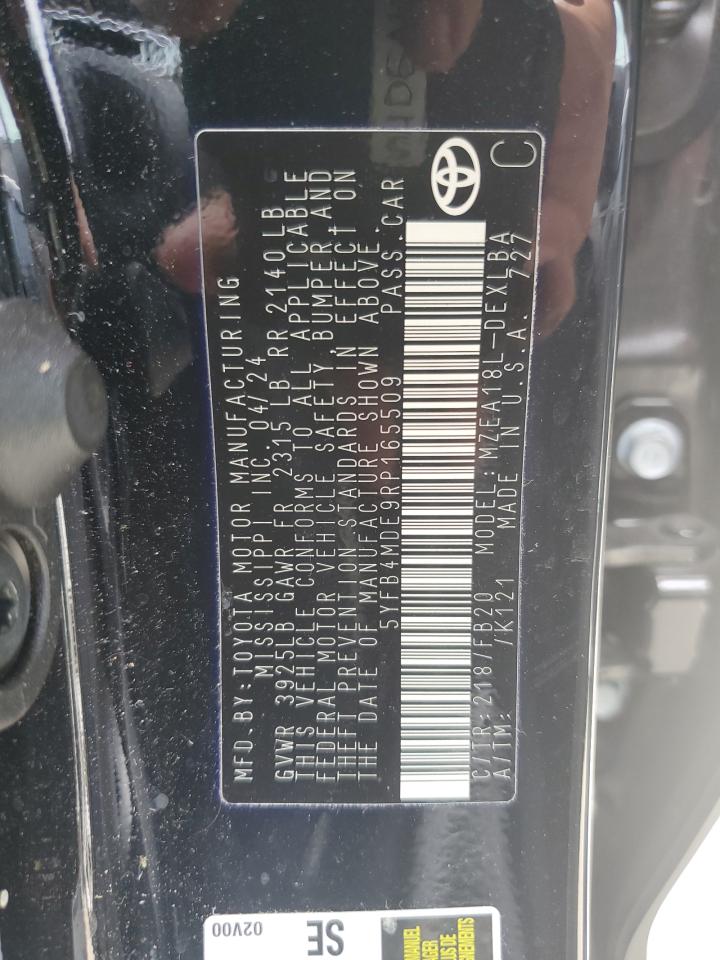 MFD. BY: TOYOTA MOTOR MANUFACTURING
MISSISSIPPI INC. 04/24
GVWR 3925LB GAWR FR 2315 LB RR 2140 LB
THIS VEHICLE CONFORMS TO ALL APPLICABLE
FEDERAL MOTOR VEHICLE SAFETY, BUMPER, AND
THEFT PREVENTION STANDARDS IN EFFECT ON
THE DATE OF MANUFACTURE SHOWN ABOVE.
5YFB4MDE9RP165509 PASS. CAR
C/TR: 218 /FB20 MODEL: MZEA18L-DEXLBA
A/TM: /K121 MADE IN U.S.A. 727
C
02V00
SE